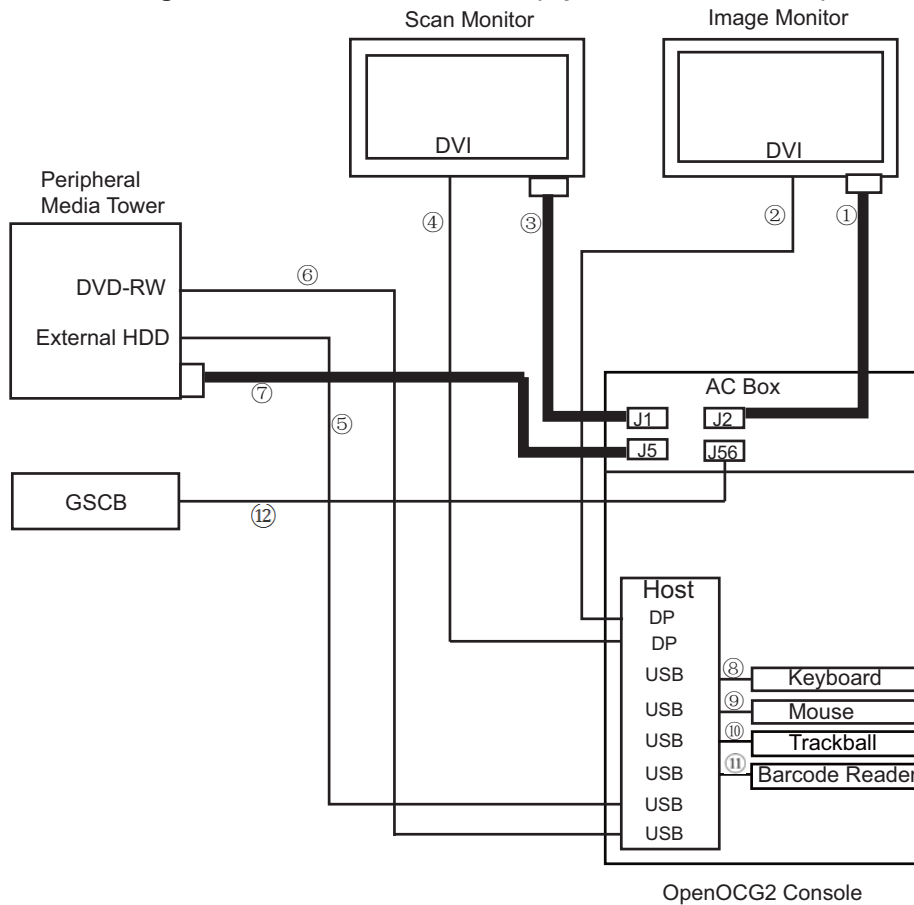 Scan Monitor
Image Monitor
DVI
DVI
Peripheral
Media Tower
④
③
②
①
DVD-RW
⑥
External HDD
⑦
⑤
AC Box
J1
J2
J5
J56
GSCB
⑫
Host
DP
DP
USB
⑧
Keyboard
USB
⑨
Mouse
USB
⑩
Trackball
USB
⑪
Barcode Reader
USB
USB
OpenOCG2 Console